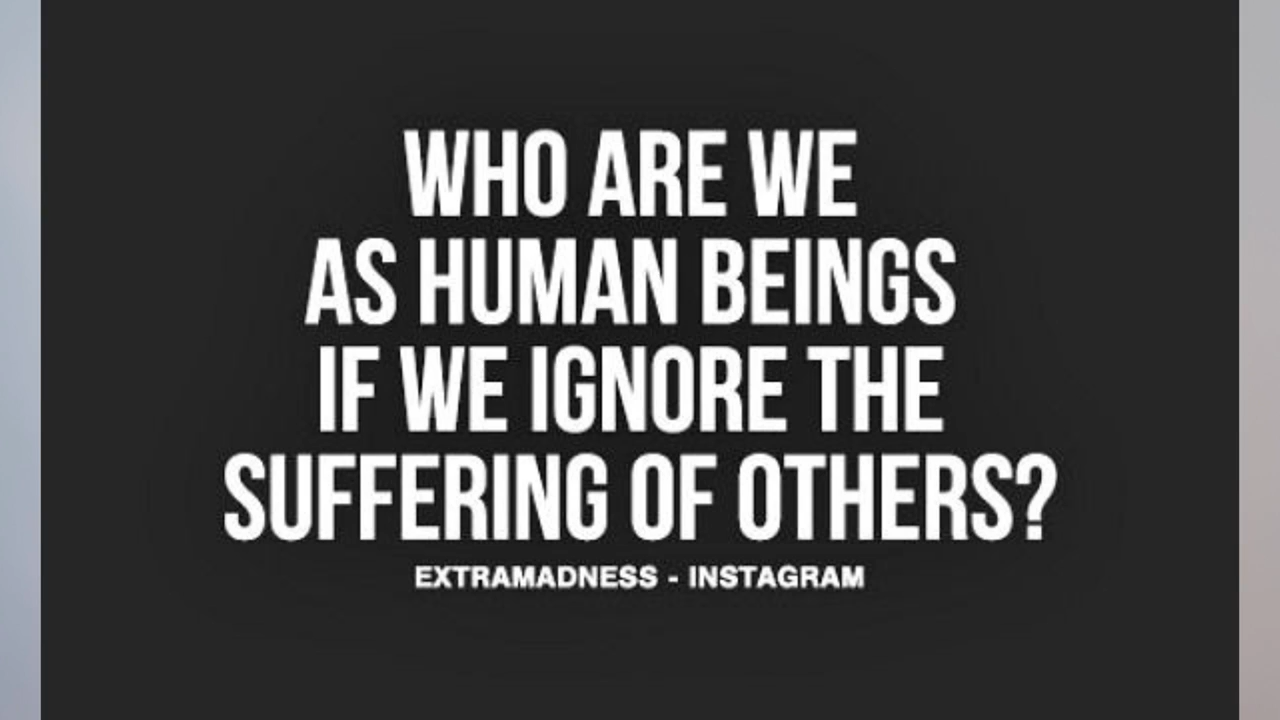 WHO ARE WE
AS HUMAN BEINGS
IF WE IGNORE THE
SUFFERING OF OTHERS?
EXTRAMADNESS - INSTAGRAM